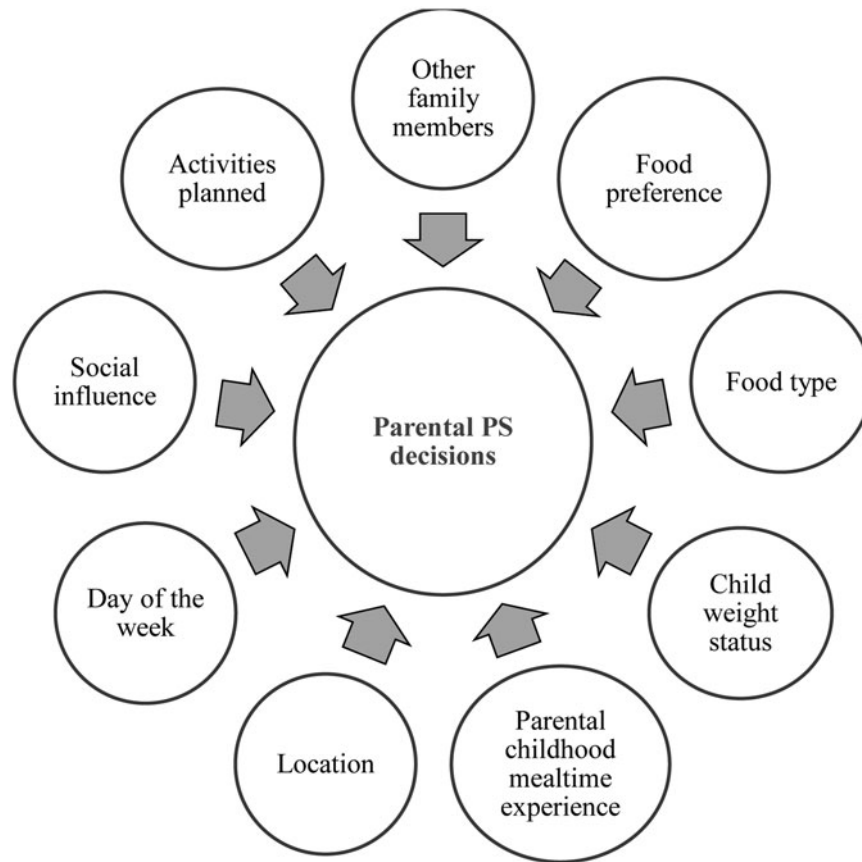 Other
family
members
Food
preference
Food type
Child
weight
status
Parental
childhood
mealtime
experience
Location
Day of the
week
Social
influence
Activities
planned
Parental PS
decisions